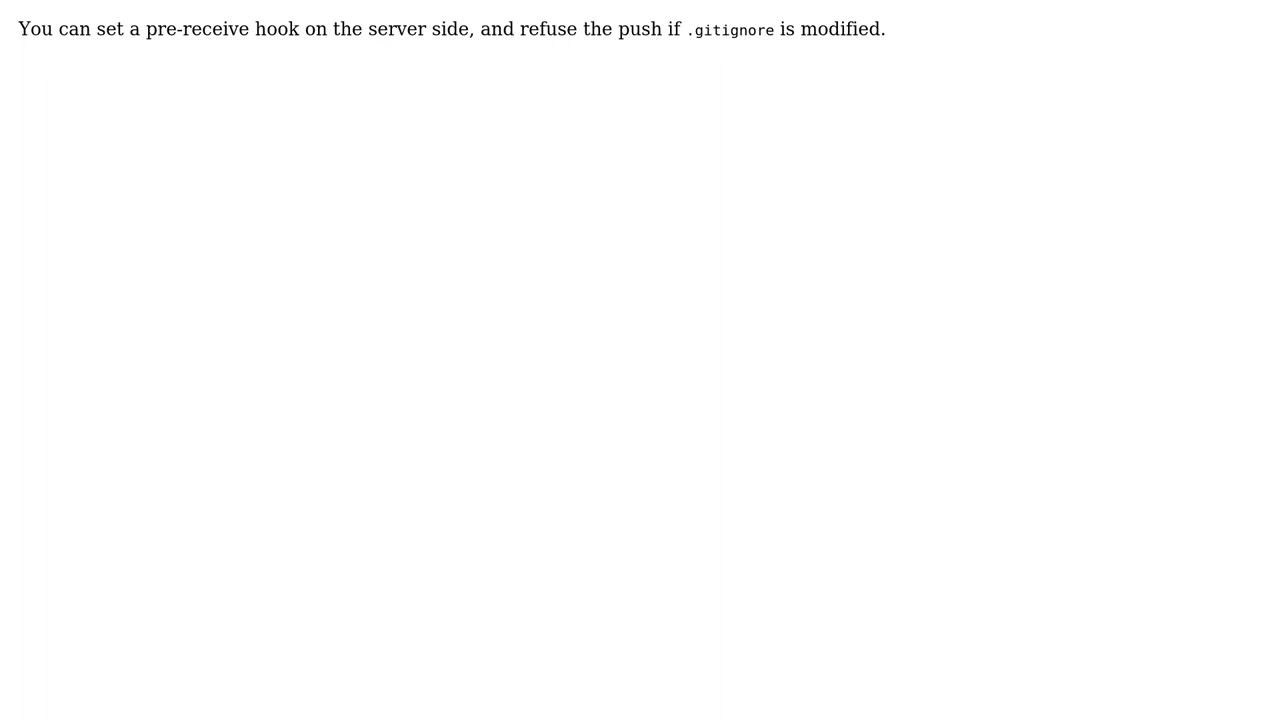 You can set a pre-receive hook on the server side, and refuse the push if .gitignore is modified.